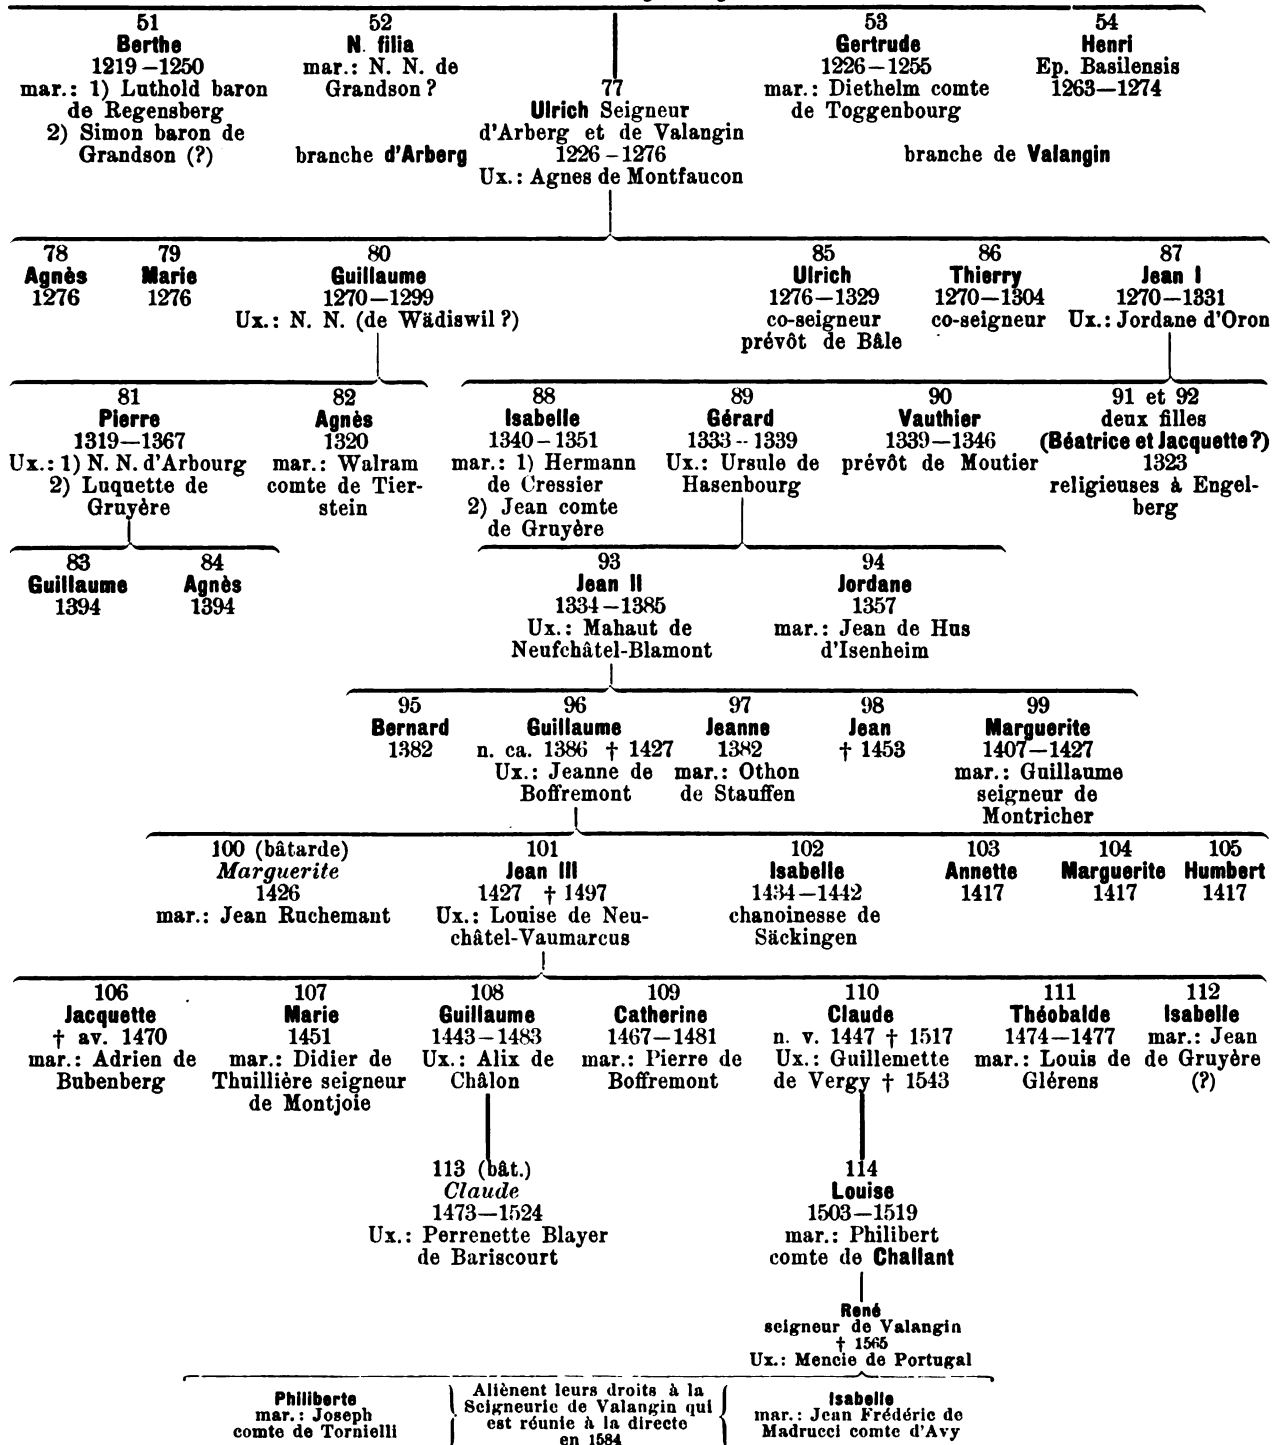 51
Berthe
1219–1250
mar.: 1) Luthold baron
de Regensberg
2) Simon baron de
Grandson (?)
52
N. filia
mar.: N. N. de
Grandson ?
branche d'Arberg
77
Ulrich Seigneur
d'Arberg et de Valangin
1226–1276
Ux.: Agnes de Montfaucon
53
Gertrude
1226–1255
mar.: Diethelm comte
de Toggenbourg
54
Henri
Ep. Basilensis
1263–1274
branche de Valangin
78
Agnès
1276
79
Marie
1276
80
Guillaume
1270–1299
Ux.: N. N. (de Wädiswil ?)
85
Ulrich
1276–1329
co-seigneur
prévôt de Bâle
86
Thierry
1270–1304
co-seigneur
87
Jean I
1270–1331
Ux.: Jordane d'Oron
81
Pierre
1319–1367
Ux.: 1) N. N. d'Arbourg
2) Luquette de
Gruyère
82
Agnès
1320
mar.: Walram
comte de Tier-
stein
88
Isabelle
1340–1351
mar.: 1) Hermann
de Cressier
2) Jean comte
de Gruyère
89
Gérard
1333–1339
Ux.: Ursule de
Hasenbourg
90
Vauthier
1339–1346
prévôt de Moutier
91 et 92
deux filles
(Béatrice et Jacquette?)
1323
religieuses à Engel-
berg
83
Guillaume
1394
84
Agnès
1394
93
Jean II
1334–1385
Ux.: Mahaut de
Neufchâtel-Blamont
94
Jordane
1357
mar.: Jean de Hus
d'Isenheim
95
Bernard
1382
96
Guillaume
n. ca. 1386 † 1427
Ux.: Jeanne de
Boffremont
97
Jeanne
1382
mar.: Othon
de Stauffen
98
Jean
† 1453
99
Marguerite
1407–1427
mar.: Guillaume
seigneur de
Montricher
100 (bâtarde)
Marguerite
1426
mar.: Jean Ruchemant
101
Jean III
1427 † 1497
Ux.: Louise de Neu-
châtel-Vaumarcus
102
Isabelle
1434–1442
chanoinesse de
Säckingen
103
Annette
1417
104
Marguerite
1417
105
Humbert
1417
106
Jacquette
† av. 1470
mar.: Adrien de
Bubenberg
107
Marie
1451
mar.: Didier de
Thuillière seigneur
de Montjoie
108
Guillaume
1443–1483
Ux.: Alix de
Châlon
109
Catherine
1467–1481
mar.: Pierre de
Boffremont
110
Claude
n. v. 1447 † 1517
Ux.: Guillemette
de Vergy † 1543
111
Théobalde
1474–1477
mar.: Louis de
Glérens
112
Isabelle
mar.: Jean
de Gruyère
(?)
113 (bât.)
Claude
1473–1524
Ux.: Perrenette Blayer
de Bariscourt
114
Louise
1503–1519
mar.: Philibert
comte de Challant
René
seigneur de Valangin
† 1565
Ux.: Mencie de Portugal
Philiberte
mar.: Joseph
comte de Tornielli
Aliènent leurs droits à la
Seigneurie de Valangin qui
est réunie à la directe
en 1584
Isabelle
mar.: Jean Frédéric de
Madrucci comte d'Avy